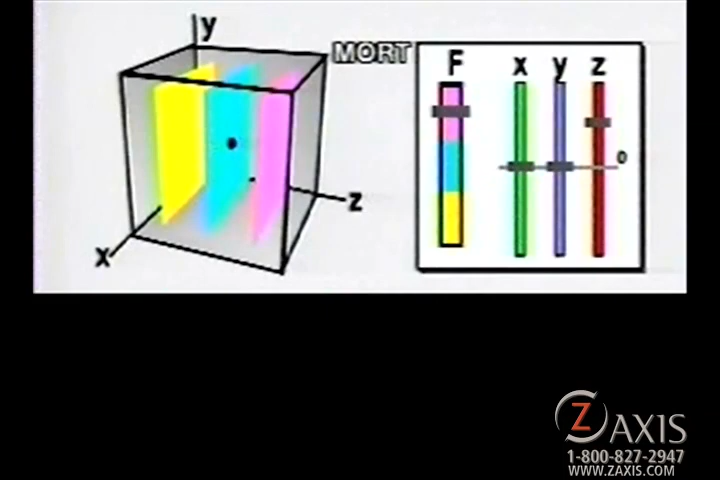 y
MORT
F x y z
0
z
x
Z AXIS
1-800-827-2947
WWW.ZAXIS.COM